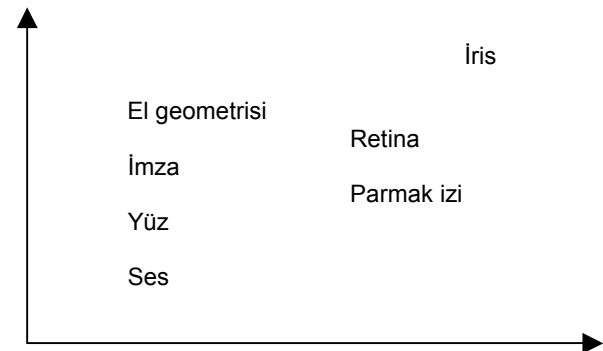 İris
El geometrisi
Retina
İmza
Parmak izi
Yüz
Ses